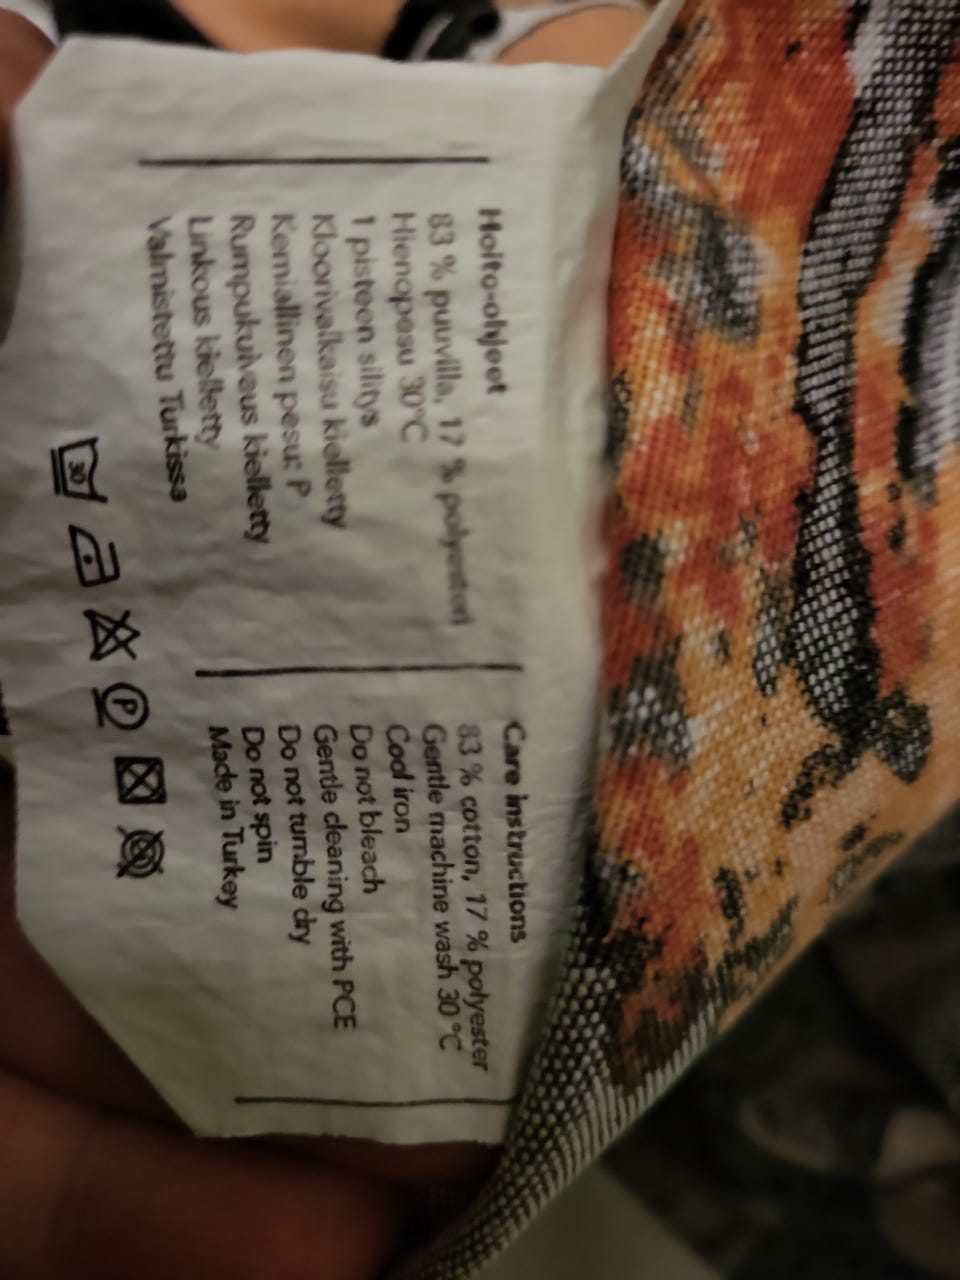 Hoito-ohjeet
83 % puuvilla, 17 % polyesteri
Hienopesu 30°C
1 pisteen silitys
Kloorivalkaisu kielletty
Kemiallinen pesu: P
Rumpukuivaus kielletty
Linkous kielletty
Valmistettu Turkissa
Care instructions
83 % cotton, 17 % polyester
Gentle machine wash 30 °C
Cool iron
Do not bleach
Gentle cleaning with PCE
Do not tumble dry
Do not spin
Made in Turkey
30
P